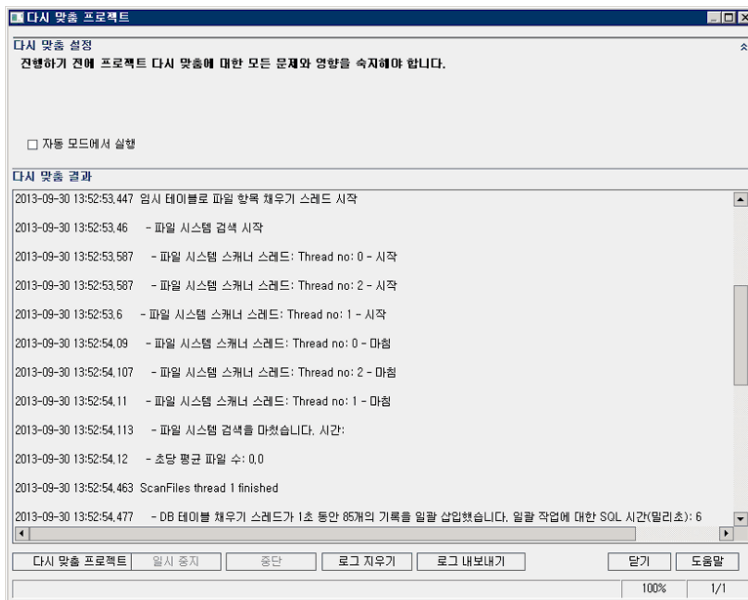 다시 맞춤 프로젝트
다시 맞춤 설정
진행하기 전에 프로젝트 다시 맞춤에 대한 모든 문제와 영향을 숙지해야 합니다.
자동 모드에서 실행
다시 맞춤 결과
2013-09-30 13:52:53,447 임시 테이블로 파일 항목 채우기 스레드 시작
2013-09-30 13:52:53,46 - 파일 시스템 검색 시작
2013-09-30 13:52:53,587 - 파일 시스템 스캐너 스레드: Thread no: 0 - 시작
2013-09-30 13:52:53,587 - 파일 시스템 스캐너 스레드: Thread no: 2 - 시작
2013-09-30 13:52:53,6 - 파일 시스템 스캐너 스레드: Thread no: 1 - 시작
2013-09-30 13:52:54,09 - 파일 시스템 스캐너 스레드: Thread no: 0 - 마침
2013-09-30 13:52:54,107 - 파일 시스템 스캐너 스레드: Thread no: 2 - 마침
2013-09-30 13:52:54,11 - 파일 시스템 스캐너 스레드: Thread no: 1 - 마침
2013-09-30 13:52:54,113 - 파일 시스템 검색을 마쳤습니다. 시간:
2013-09-30 13:52:54,12 - 초당 평균 파일 수: 0,0
2013-09-30 13:52:54,463 ScanFiles thread 1 finished
2013-09-30 13:52:54,477 - DB 테이블 채우기 스레드가 1초 동안 85개의 기록을 일괄 삽입했습니다. 일괄 작업에 대한 SQL 시간(밀리초): 6
다시 맞춤 프로젝트 일시 중지 중단 로그 지우기 로그 내보내기 닫기 도움말
100% 1/1